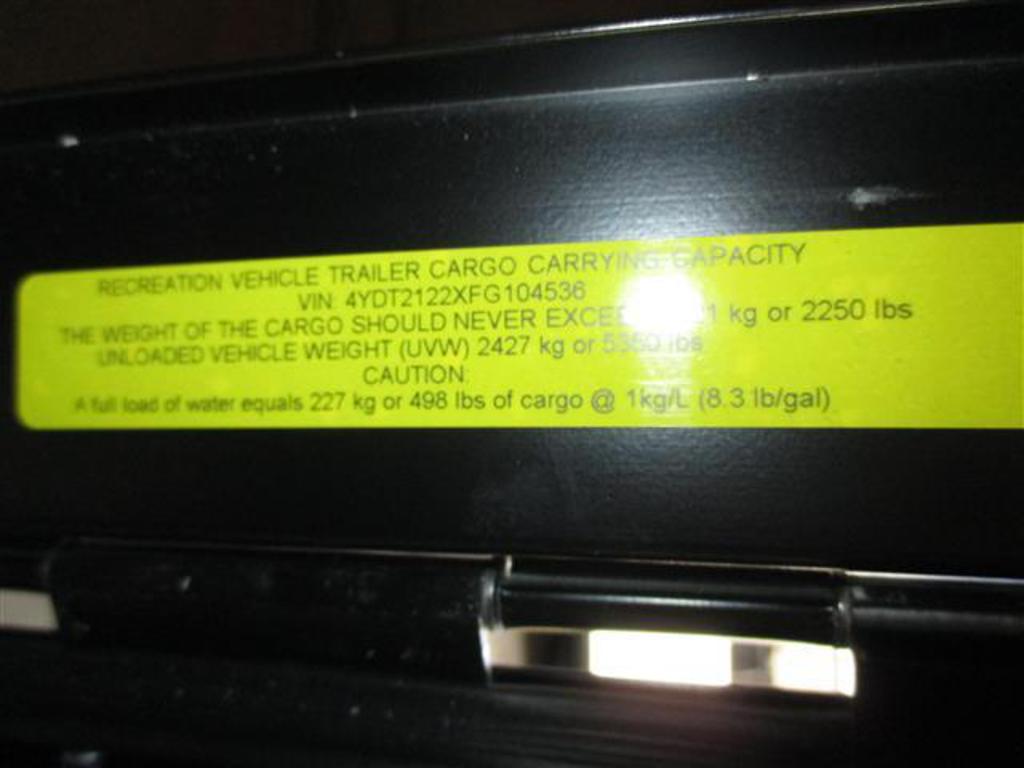 RECREATION VEHICLE TRAILER CARGO CARRYING CAPACITY
VIN: 4YDT2122XFG104536
THE WEIGHT OF THE CARGO SHOULD NEVER kg or 2250 lbs
UNLOADED VEHICLE WEIGHT (UVW) 2427 kg or lbs
CAUTION:
A full load of water equals 227 kg or 498 lbs of cargo @ 1kg/L (8.3 lb/gal)